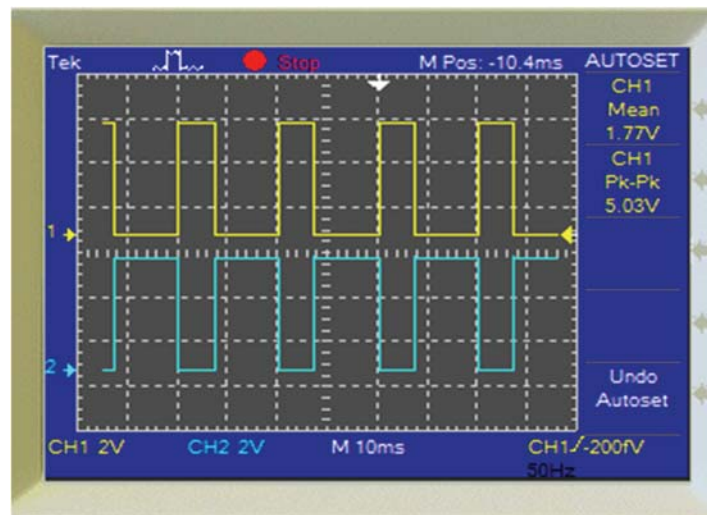 Tek Stop M Pos: -10.4ms AUTOSET
CH1
Mean
1.77V
CH1
Pk-Pk
5.03V
1
2
Undo
Autoset
CH1 2V CH2 2V M 10ms CH1 -200fV
50Hz